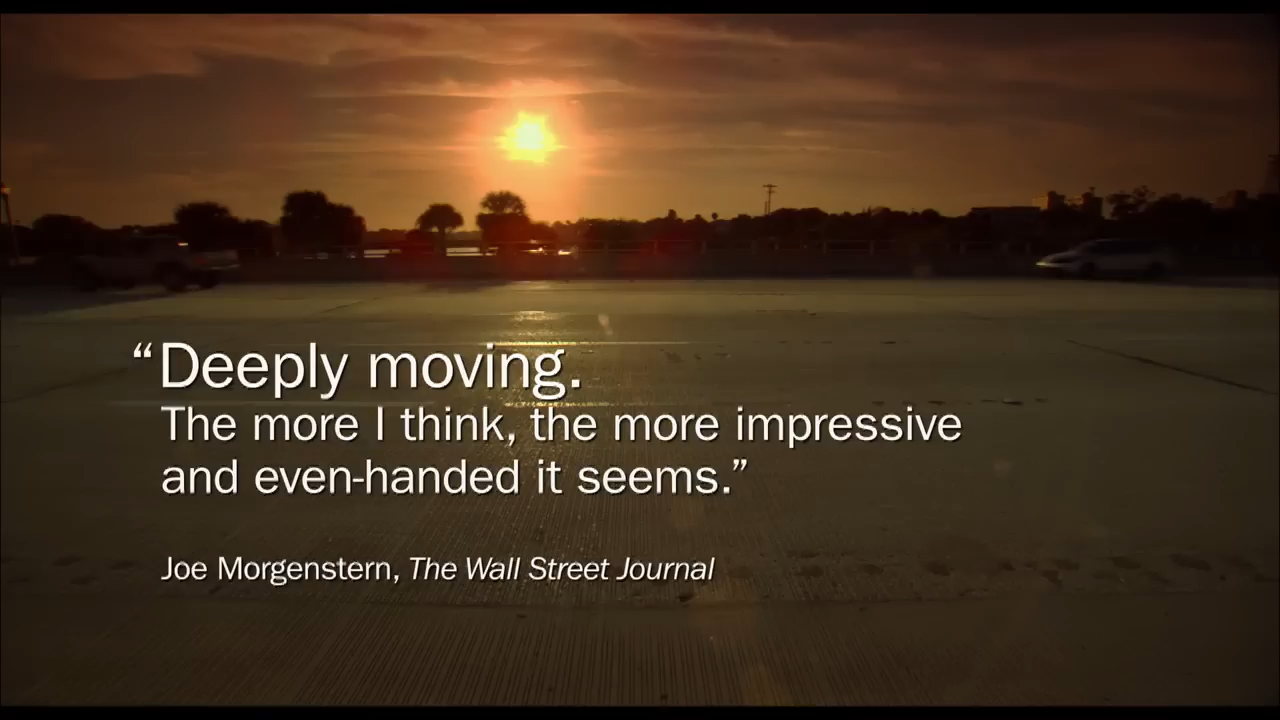 “Deeply moving.
The more I think, the more impressive
and even-handed it seems.”
Joe Morgenstern, The Wall Street Journal